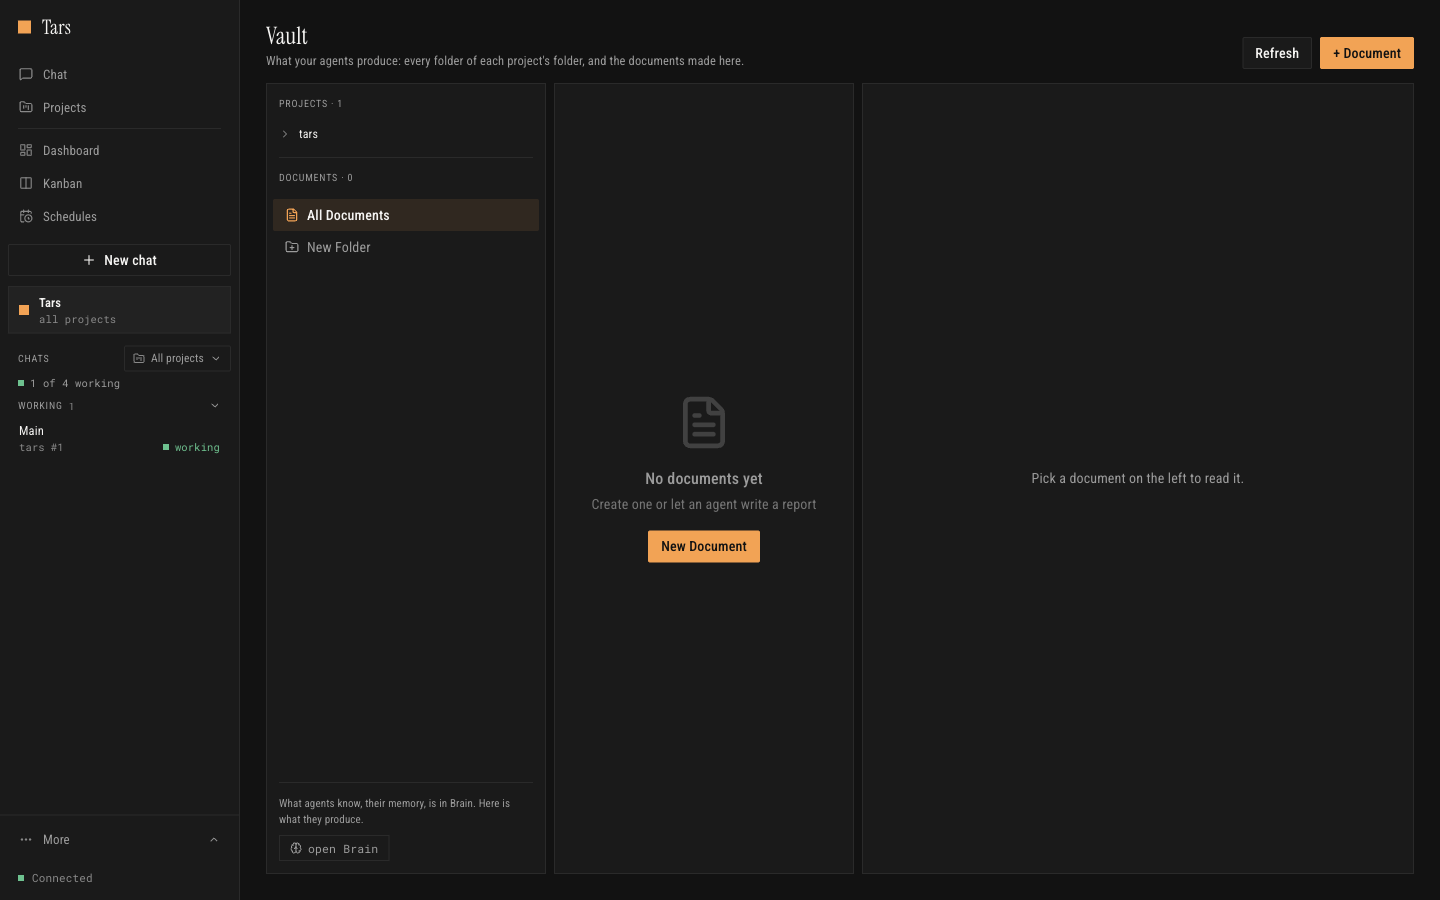 Tars
Chat
Projects
Dashboard
Kanban
Schedules
New chat
Tars
all projects
CHATS
All projects
1 of 4 working
WORKING 1
Main
tars #1
working
More
Connected
Vault
What your agents produce: every folder of each project's folder, and the documents made here.
Refresh
+ Document
PROJECTS · 1
tars
DOCUMENTS · 0
All Documents
New Folder
What agents know, their memory, is in Brain. Here is
what they produce.
open Brain
No documents yet
Create one or let an agent write a report
New Document
Pick a document on the left to read it.